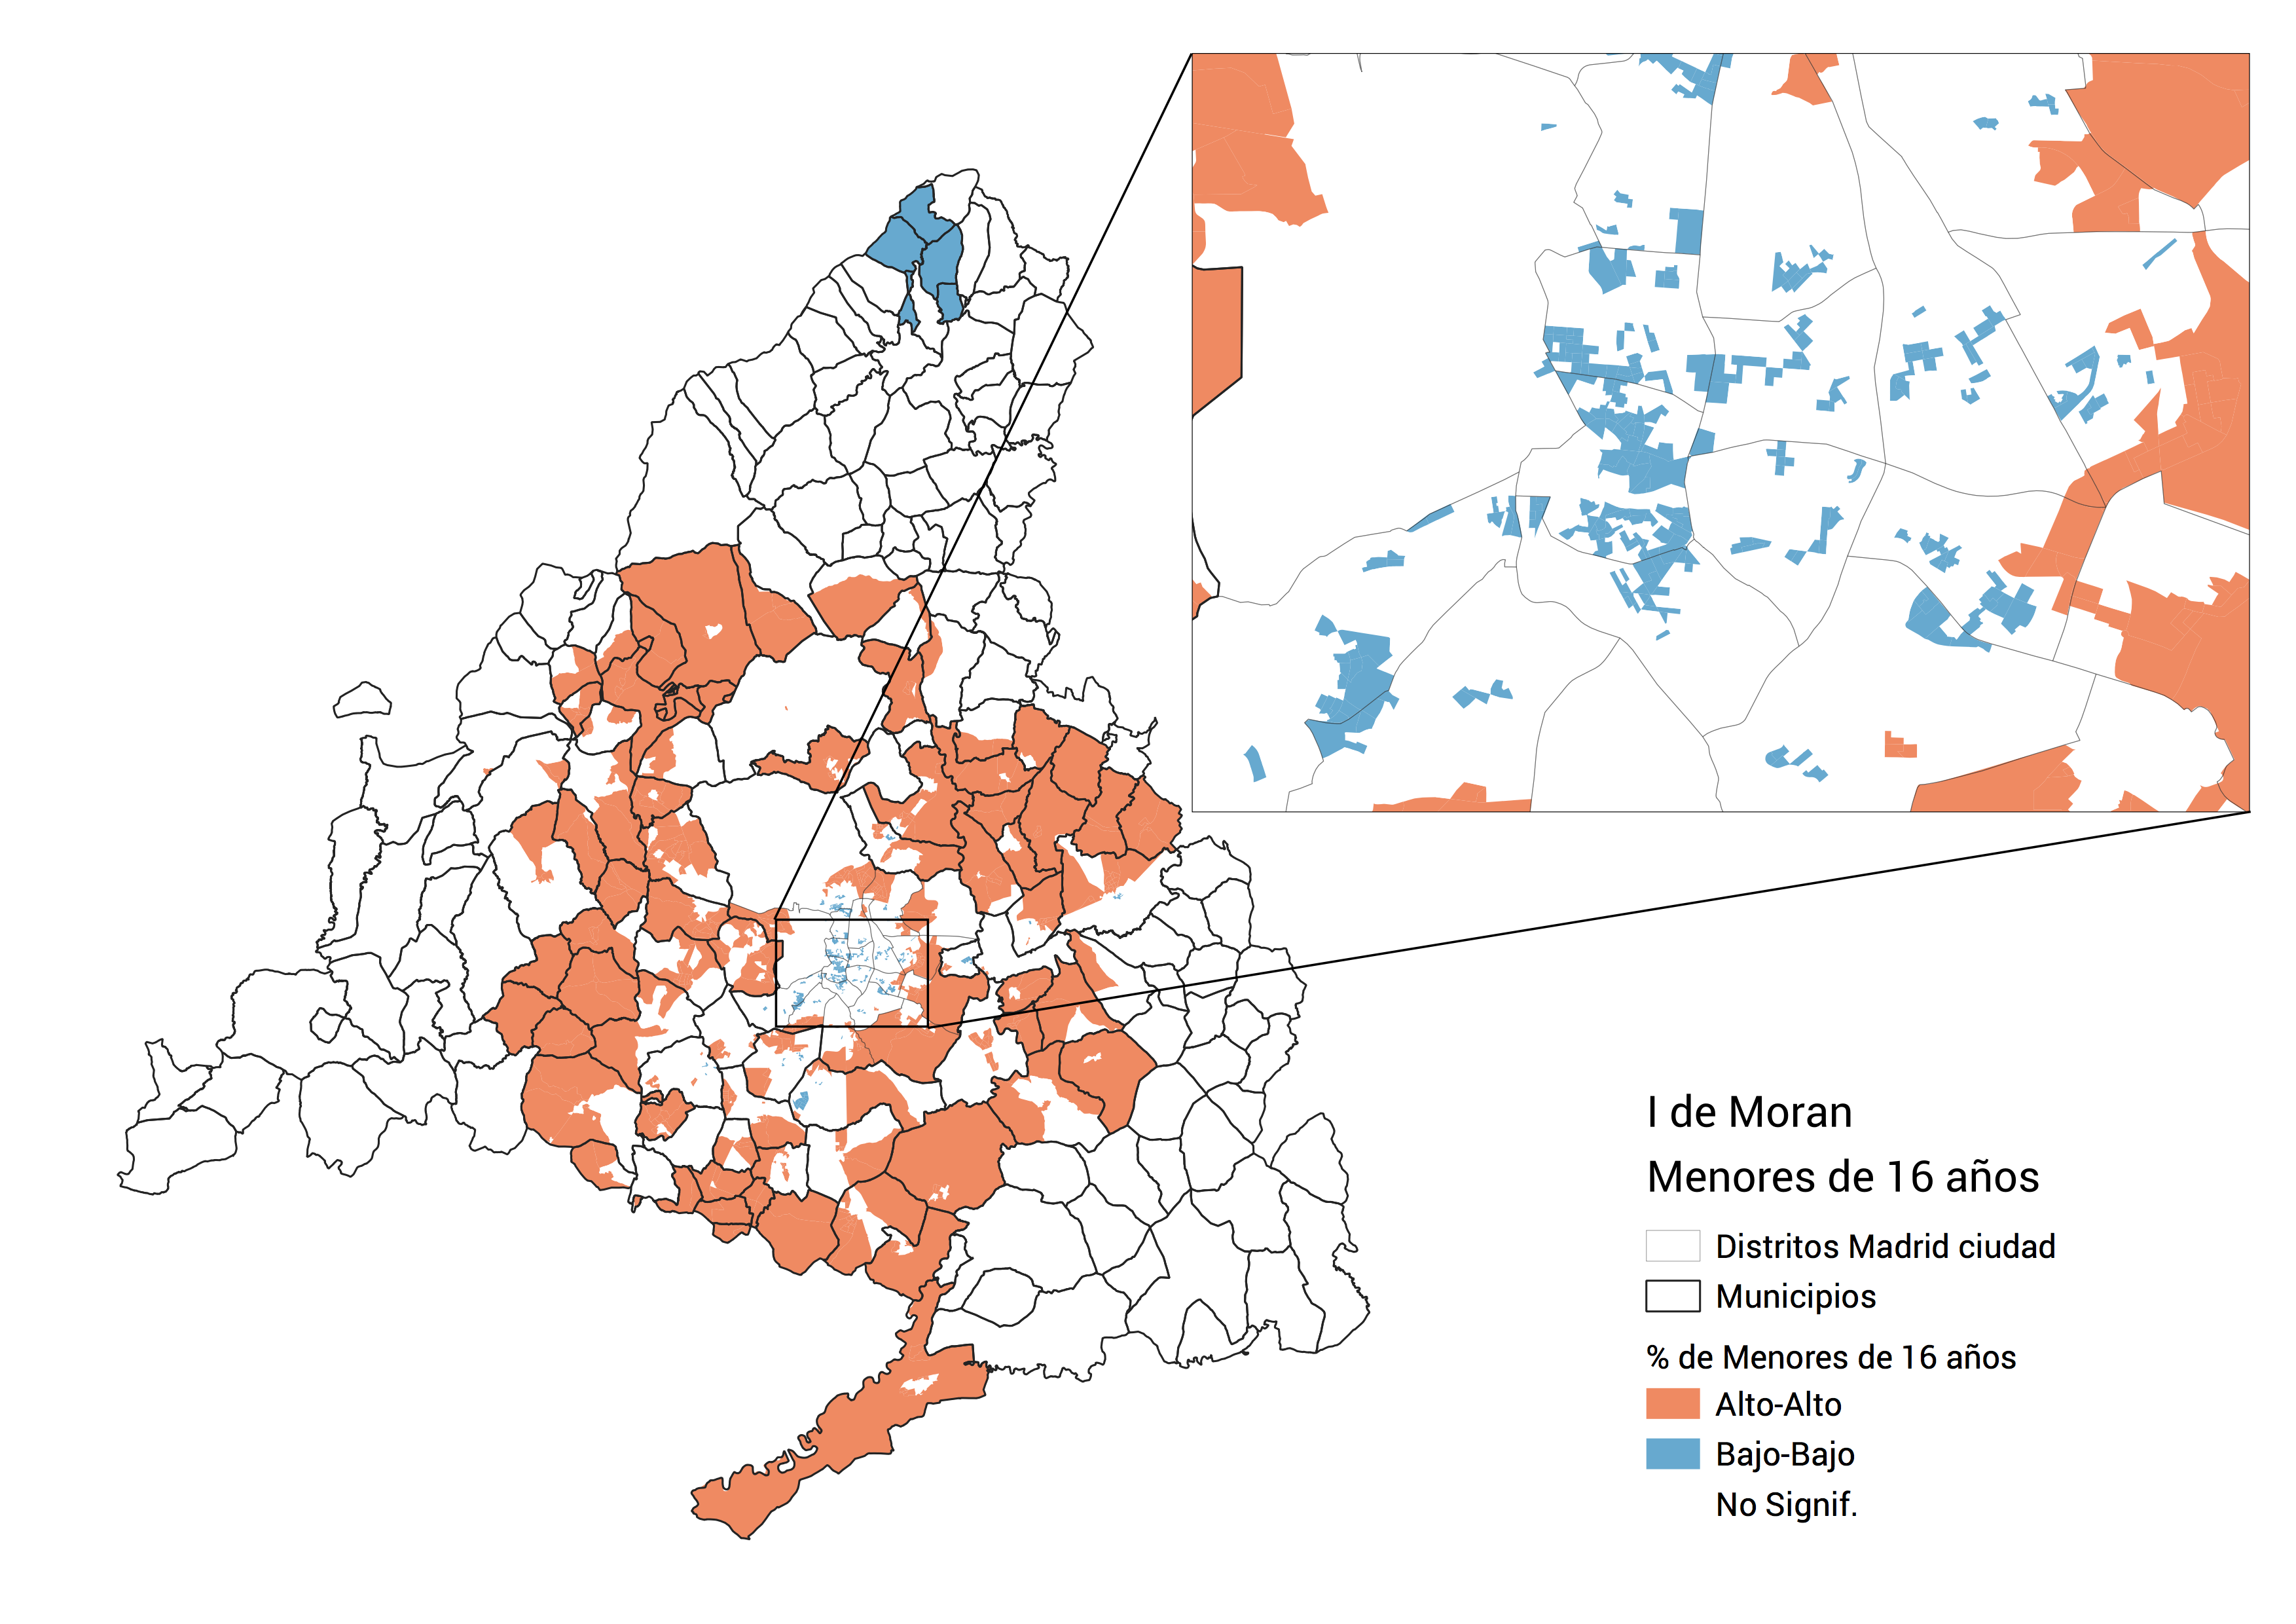 I de Moran
Menores de 16 años
Distritos Madrid ciudad
Municipios
% de Menores de 16 años
Alto-Alto
Bajo-Bajo
No Signif.